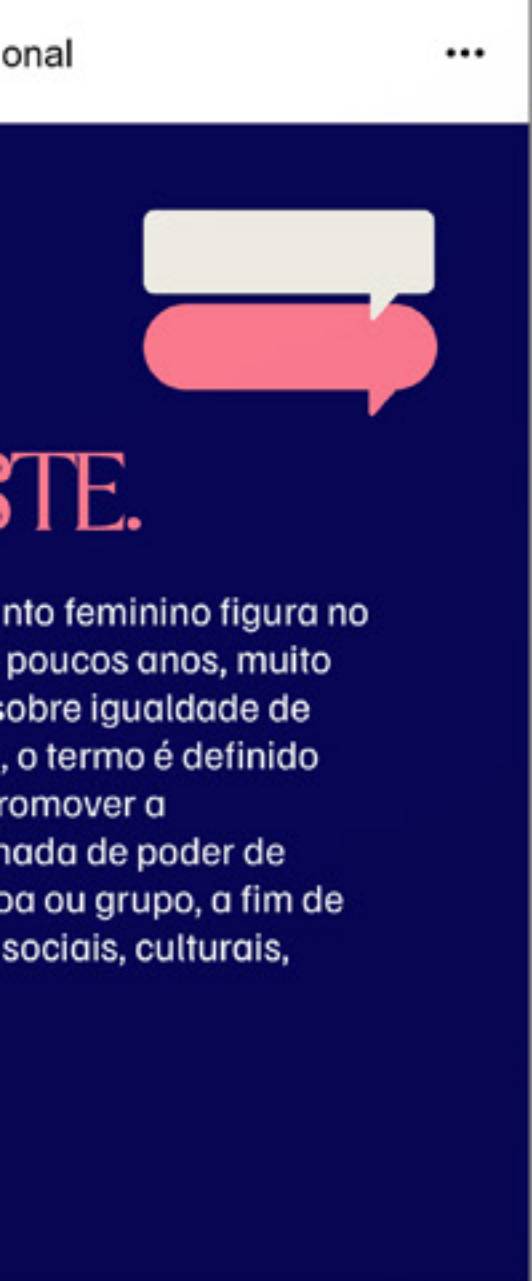 onal
STE.
nto feminino figura no
poucos anos, muito
sobre igualdade de
, o termo é definido
romover a
nada de poder de
oa ou grupo, a fim de
sociais, culturais,